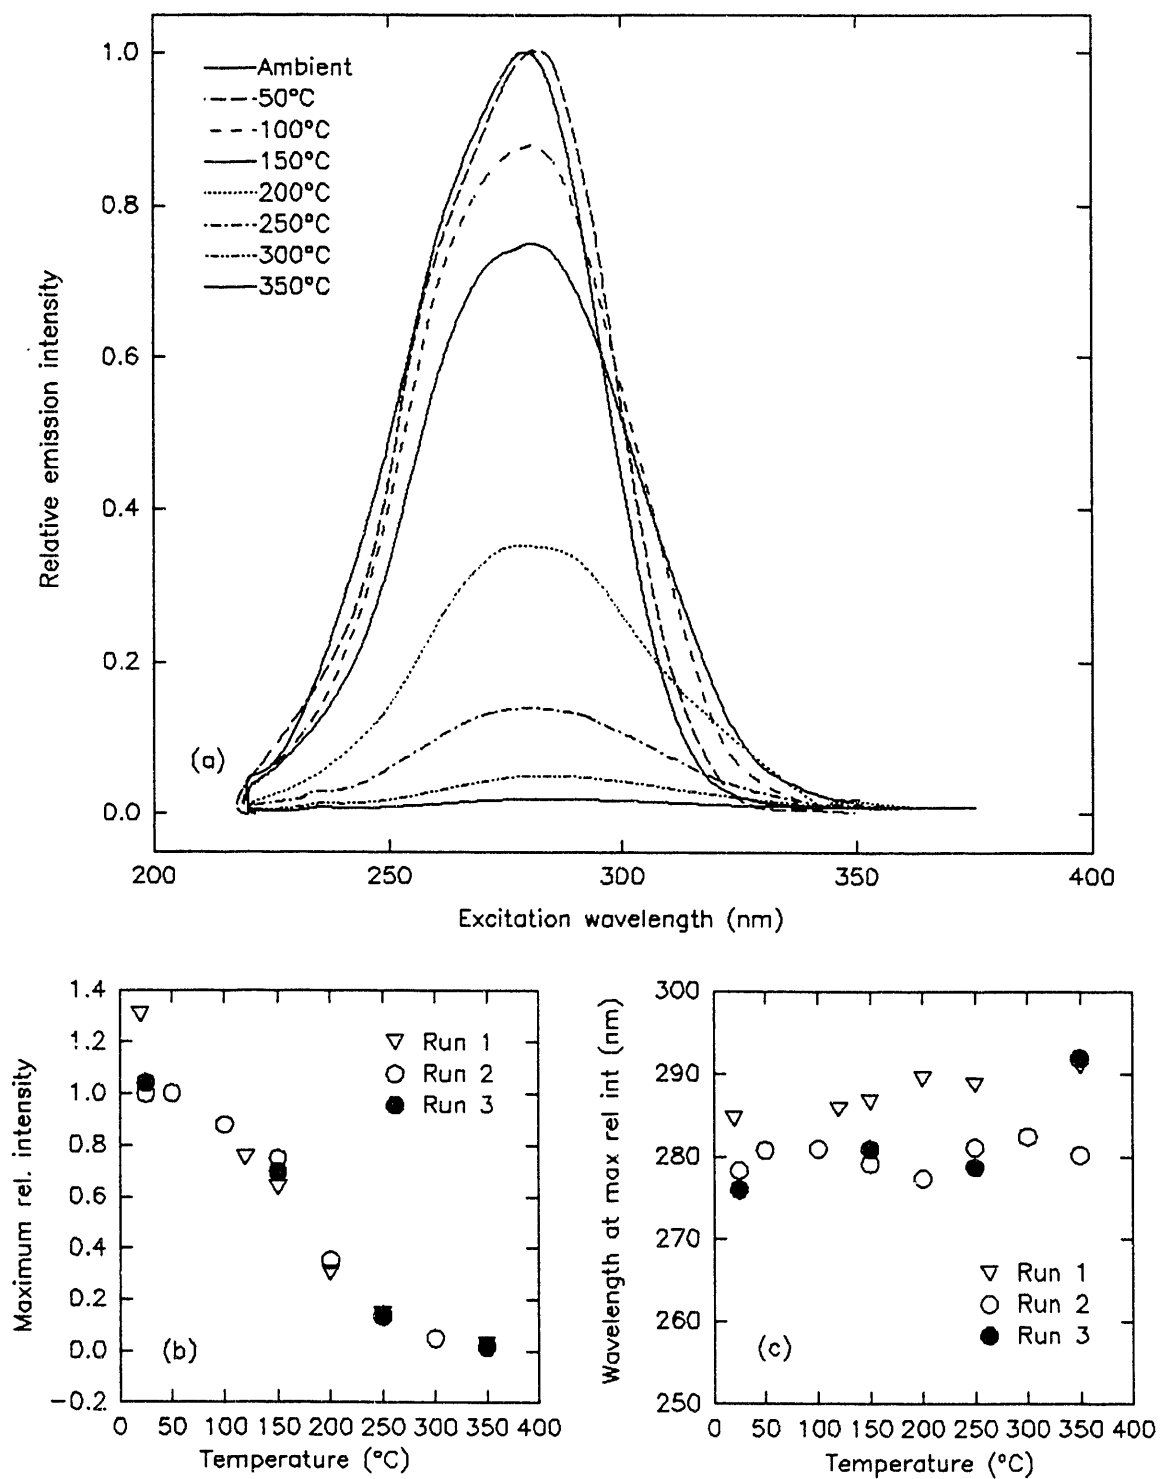 1.0
0.8
0.6
0.4
0.2
0.0
Relative emission intensity
Ambient
50°C
100°C
150°C
200°C
250°C
300°C
350°C
(a)
200 250 300 350 400
Excitation wavelength (nm)
1.4
1.2
1.0
0.8
0.6
0.4
0.2
0.0
-0.2
Maximum rel. intensity
Run 1
Run 2
Run 3
(b)
0 50 100 150 200 250 300 350 400
Temperature (°C)
300
290
280
270
260
250
Wavelength at max rel int (nm)
Run 1
Run 2
Run 3
(c)
0 50 100 150 200 250 300 350 400
Temperature (°C)